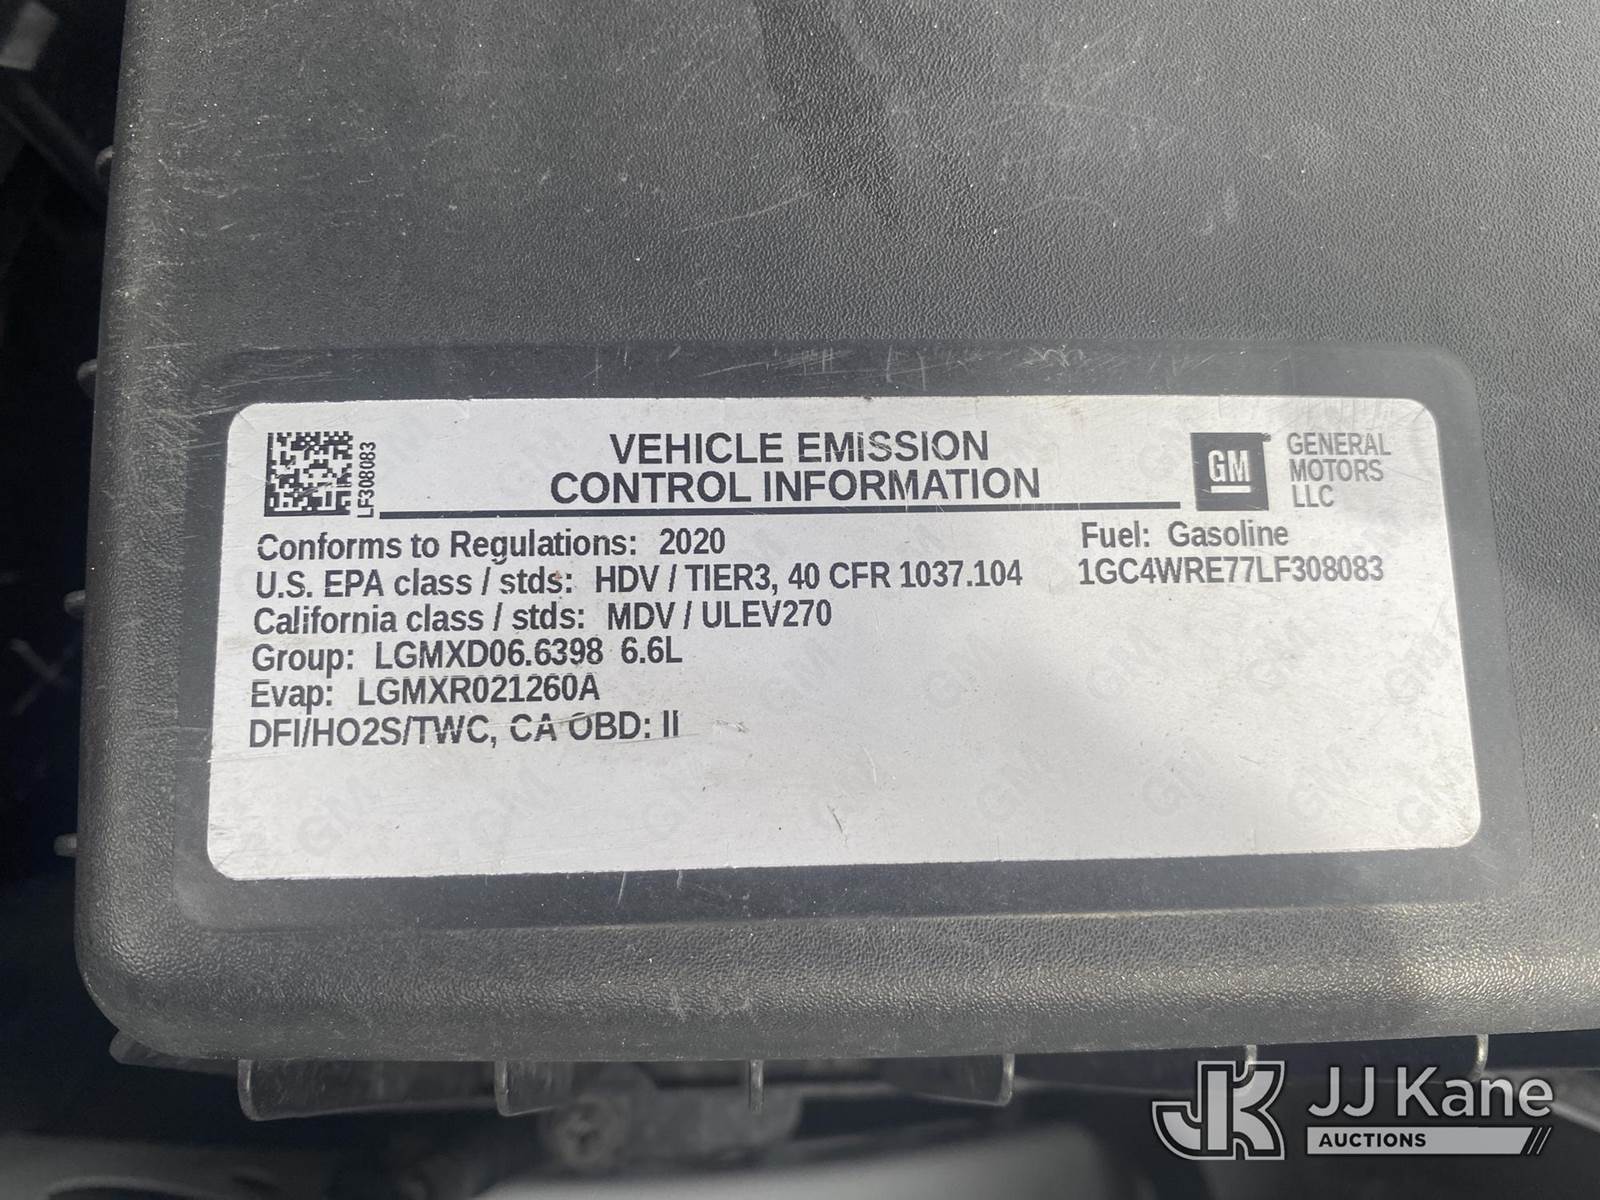 LF308083
VEHICLE EMISSION
CONTROL INFORMATION
GM
GENERAL
MOTORS
LLC
Conforms to Regulations: 2020
Fuel: Gasoline
U.S. EPA class / stds: HDV / TIER3, 40 CFR 1037.104
1GC4WRE77LF308083
California class / stds: MDV / ULEV270
Group: LGMXD06.6398 6.6L
Evap: LGMXR021260A
DFI/HO2S/TWC, CA OBD: II
JK
JJ Kane
AUCTIONS